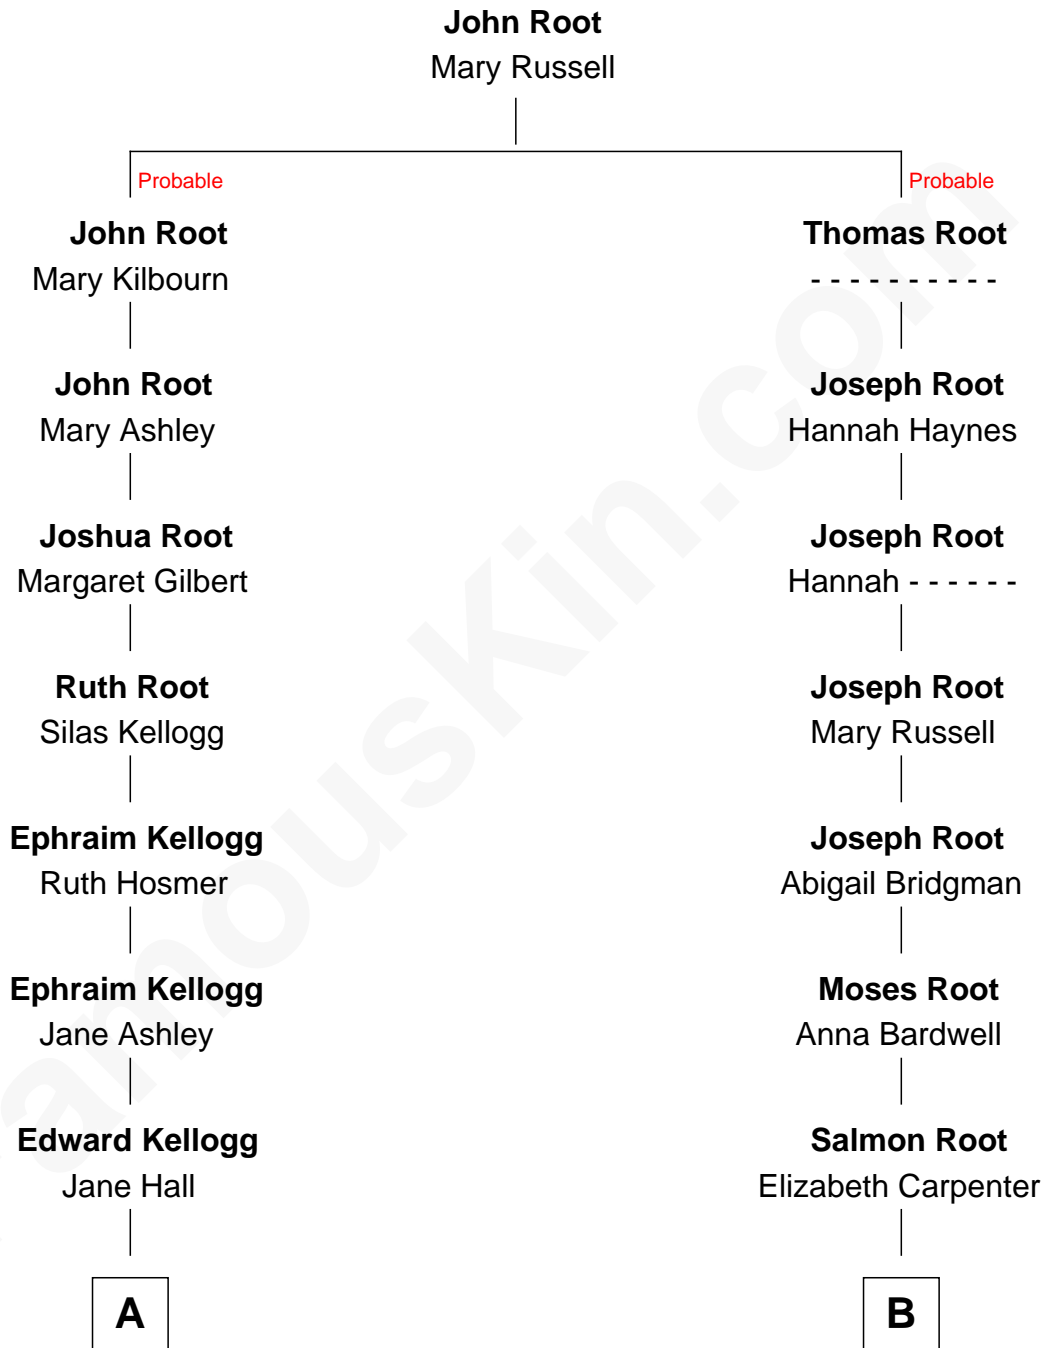 John Root
Mary Russell
Probable
Probable
John Root
Mary Kilbourn
Thomas Root
- - - - - - - - - -
John Root
Mary Ashley
Joseph Root
Hannah Haynes
Joshua Root
Margaret Gilbert
Joseph Root
Hannah - - - - - -
Ruth Root
Silas Kellogg
Joseph Root
Mary Russell
Ephraim Kellogg
Ruth Hosmer
Joseph Root
Abigail Bridgman
Ephraim Kellogg
Jane Ashley
Moses Root
Anna Bardwell
Edward Kellogg
Jane Hall
Salmon Root
Elizabeth Carpenter
A
B
amouskin.com